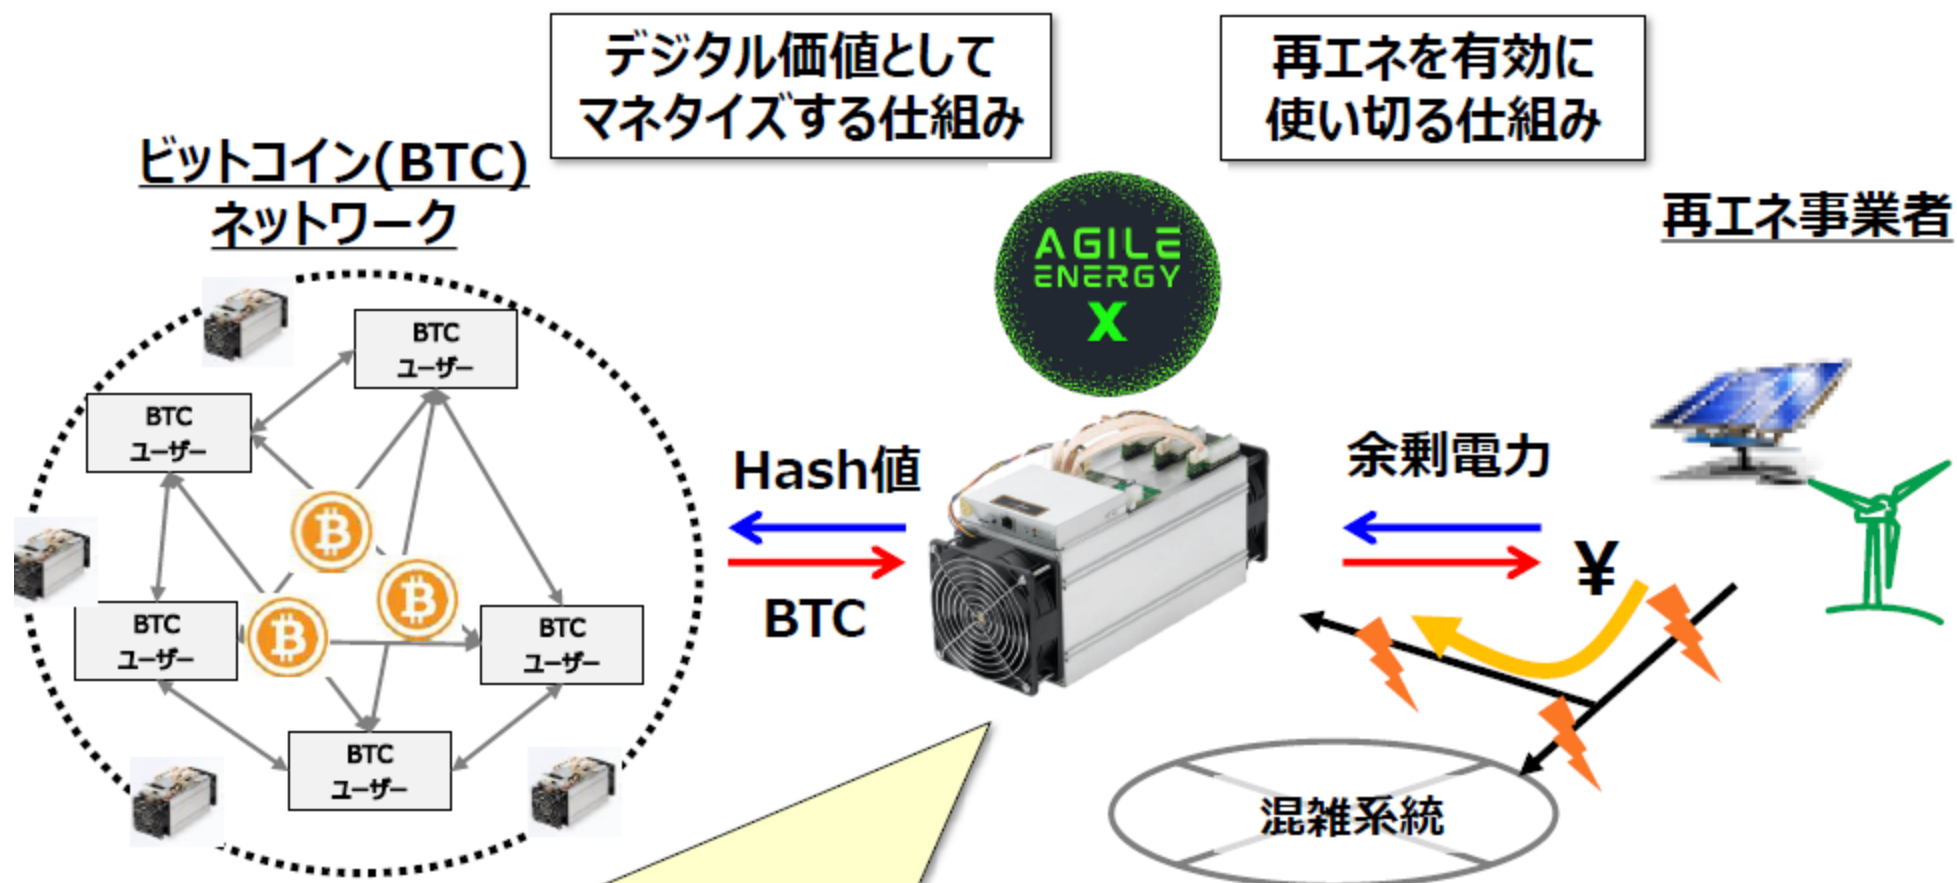 デジタル価値として
マネタイズする仕組み
再エネを有効に
使い切る仕組み
ビットコイン(BTC)
ネットワーク
再エネ事業者
AGILE
ENERGY
X
BTC
ユーザー
BTC
ユーザー
BTC
ユーザー
BTC
ユーザー
BTC
ユーザー
Hash値
BTC
余剰電力
¥
混雑系統